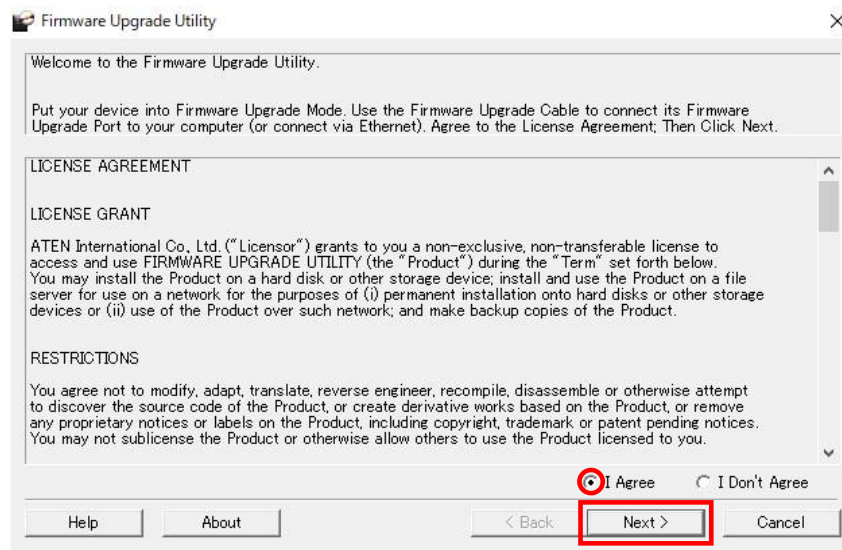 Firmware Upgrade Utility
Welcome to the Firmware Upgrade Utility.
Put your device into Firmware Upgrade Mode. Use the Firmware Upgrade Cable to connect its Firmware
Upgrade Port to your computer (or connect via Ethernet). Agree to the License Agreement; Then Click Next.
LICENSE AGREEMENT
LICENSE GRANT
ATEN International Co., Ltd. ("Licensor") grants to you a non-exclusive, non-transferable license to
access and use FIRMWARE UPGRADE UTILITY (the "Product") during the "Term" set forth below.
You may install the Product on a hard disk or other storage device; install and use the Product on a file
server for use on a network for the purposes of (i) permanent installation onto hard disks or other storage
devices or (ii) use of the Product over such network; and make backup copies of the Product.
RESTRICTIONS
You agree not to modify, adapt, translate, reverse engineer, recompile, disassemble or otherwise attempt
to discover the source code of the Product, or create derivative works based on the Product, or remove
any proprietary notices or labels on the Product, including copyright, trademark or patent pending notices.
You may not sublicense the Product or otherwise allow others to use the Product licensed to you.
I Agree I Don't Agree
Help About < Back Next > Cancel